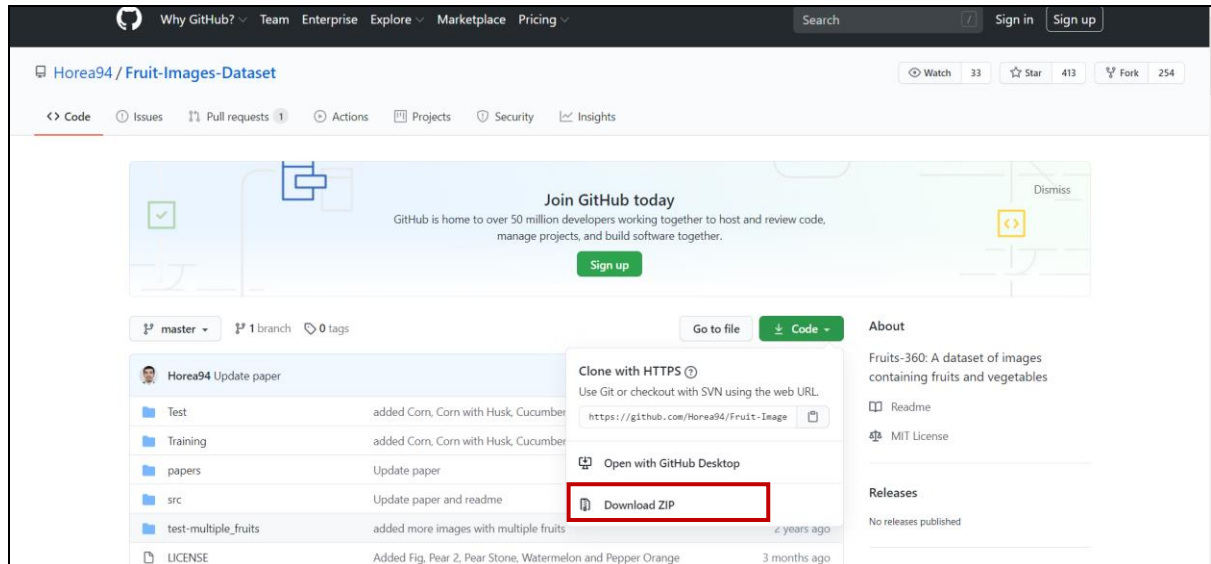 Why GitHub? Team Enterprise Explore Marketplace Pricing Search / Sign in Sign up
Horea94 / Fruit-Images-Dataset
Watch 33 Star 413 Fork 254
Code Issues Pull requests 1 Actions Projects Security Insights
Join GitHub today
Dismiss
GitHub is home to over 50 million developers working together to host and review code,
manage projects, and build software together.
Sign up
master 1 branch 0 tags Go to file Code
Horea94 Update paper
Test added Corn, Corn with Husk, Cucumber
Training added Corn, Corn with Husk, Cucumber
papers Update paper
src Update paper and readme
test-multiple_fruits added more images with multiple fruits 2 years ago
LICENSE Added Fig, Pear 2, Pear Stone, Watermelon and Pepper Orange 3 months ago
Clone with HTTPS
Use Git or checkout with SVN using the web URL.
https://github.com/Horea94/Fruit-Image
Open with GitHub Desktop
Download ZIP
About
Fruits-360: A dataset of images
containing fruits and vegetables
Readme
MIT License
Releases
No releases published